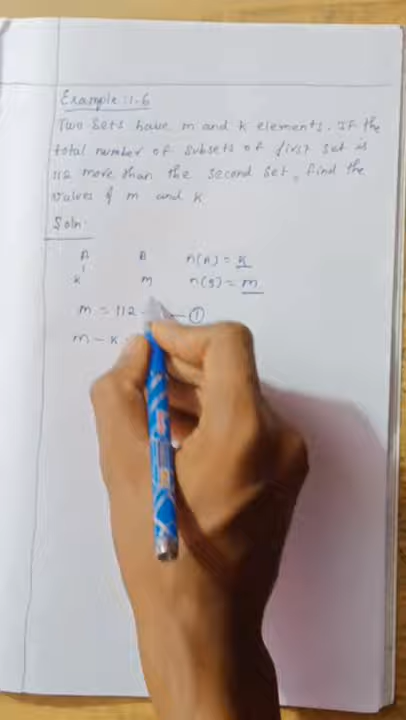 Example: 1.6
Two sets have m and k elements. If the
total number of subsets of first set is
112 more than the second set, find the
values of m and k
Soln:
A B n(A) = k
k m n(B) = m
m = 112 ①
m - k